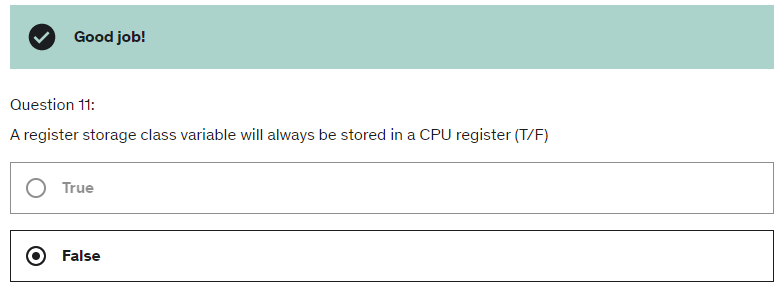 Good job!
Question 11:
A register storage class variable will always be stored in a CPU register (T/F)
True
False